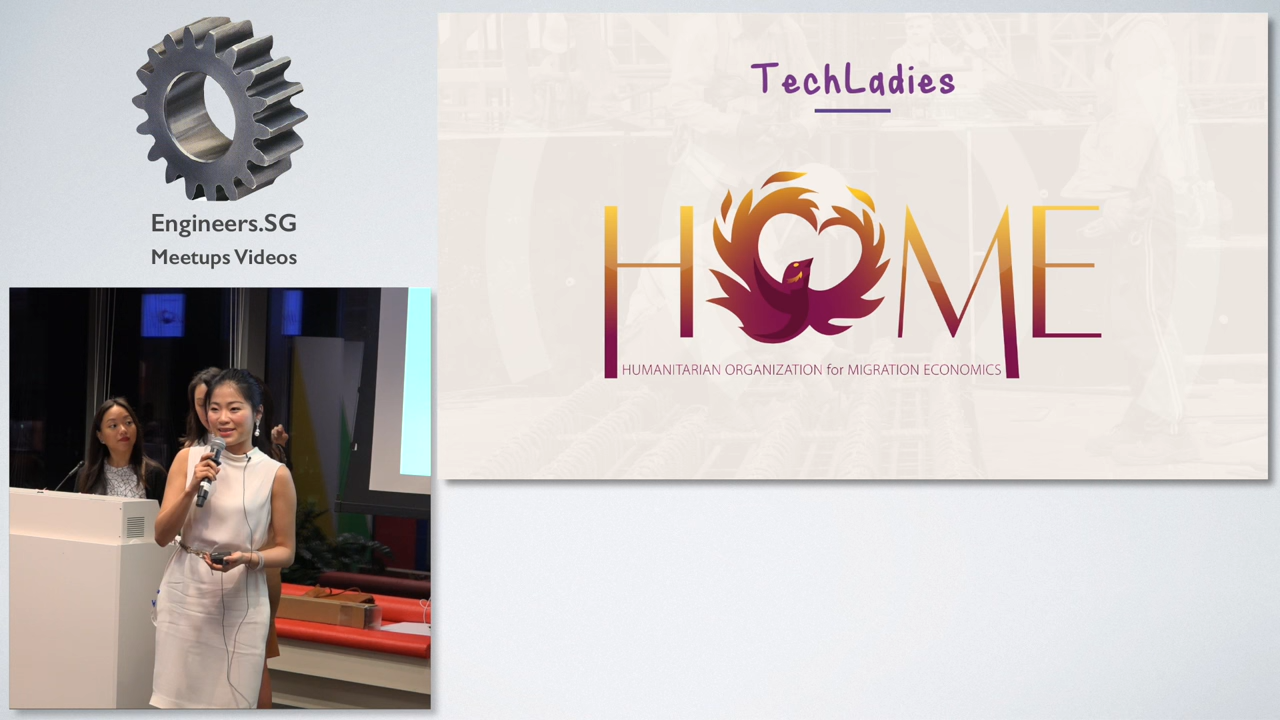 Engineers.SG
Meetups Videos
TechLadies
HOME
HUMANITARIAN ORGANIZATION for MIGRATION ECONOMICS